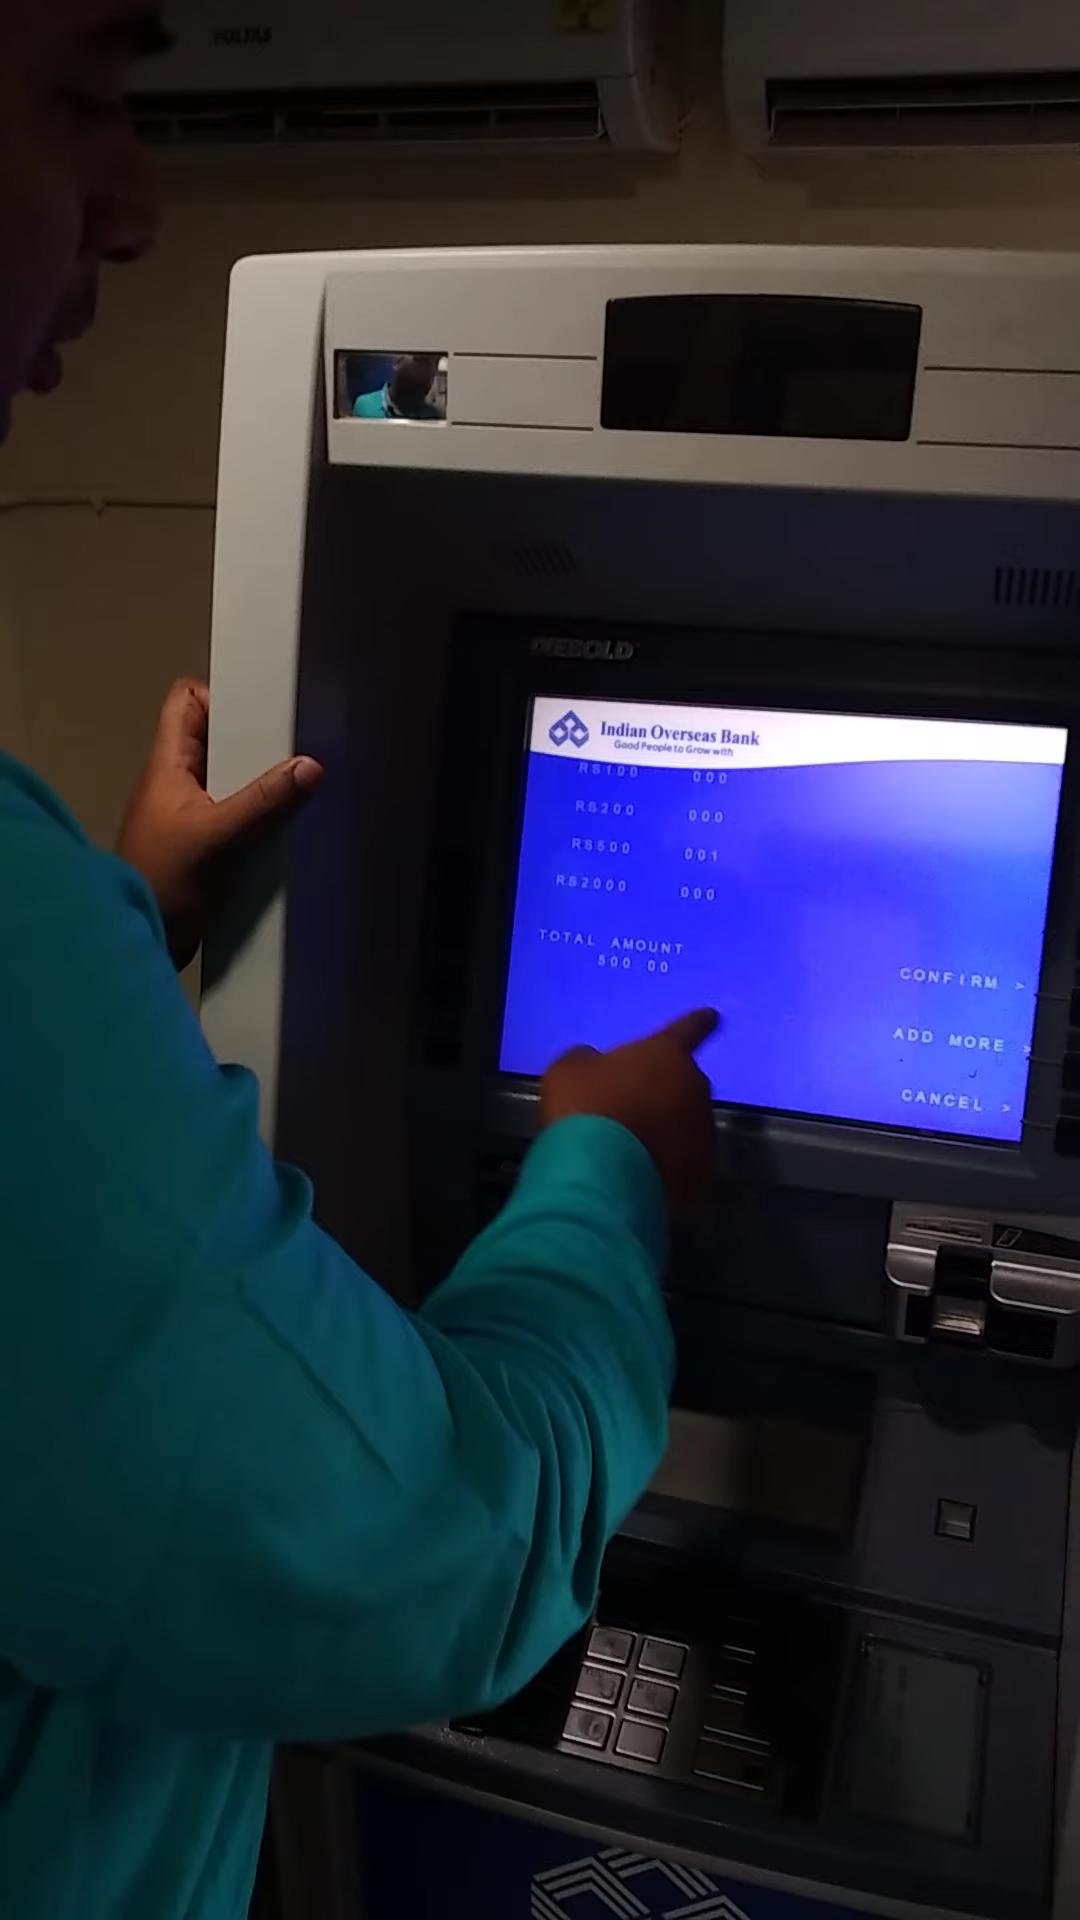 VOLTAS
DIEBOLD
Indian Overseas Bank
Good People to Grow with
RS100 000
RS200 000
RS500 001
RS2000 000
TOTAL AMOUNT
500.00
CONFIRM >
ADD MORE >
CANCEL >